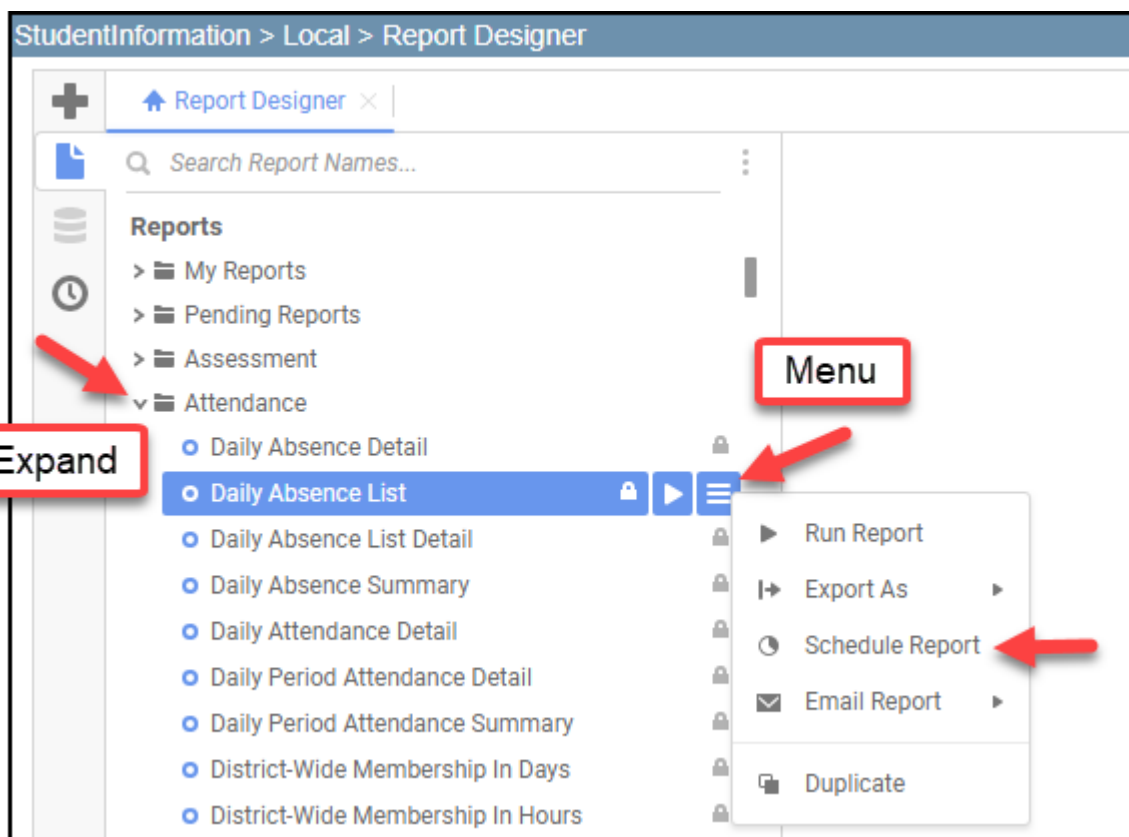 StudentInformation > Local > Report Designer
Report Designer
Search Report Names...
Reports
My Reports
Pending Reports
Assessment
Menu
Attendance
Expand
Daily Absence Detail
Daily Absence List
Daily Absence List Detail
Run Report
Daily Absence Summary
Export As
Daily Attendance Detail
Schedule Report
Daily Period Attendance Detail
Email Report
Daily Period Attendance Summary
District-Wide Membership In Days
Duplicate
District-Wide Membership In Hours